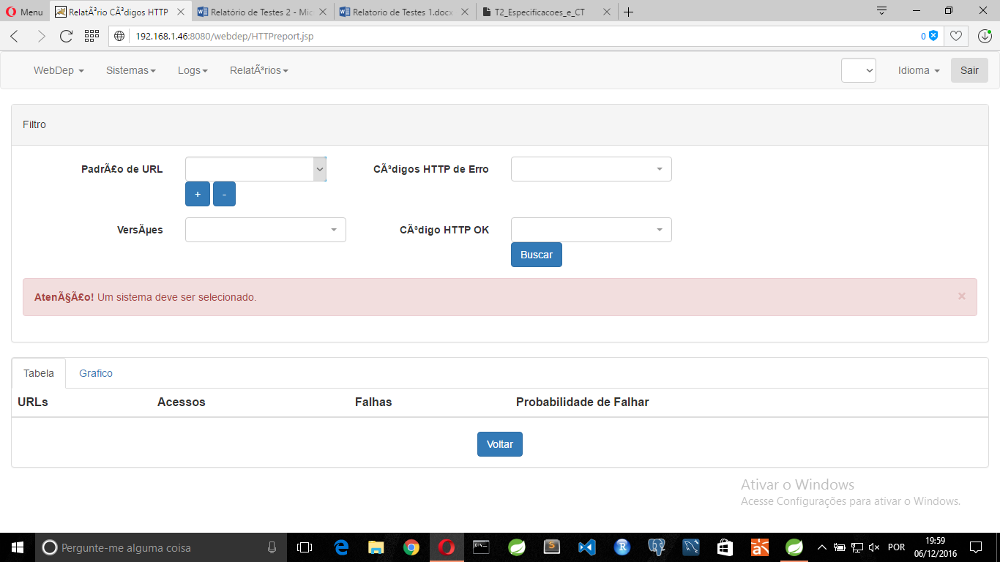 Menu
RelatÃ³rio CÃ³digos HTTP
Relatório de Testes 2 - Mic
Relatorio de Testes 1.docx
T2_Especificacoes_e_CT
192.168.1.46:8080/webdep/HTTPreport.jsp
0
WebDep
Sistemas
Logs
RelatÃ³rios
Idioma
Sair
Filtro
PadrÃ£o de URL
CÃ³digos HTTP de Erro
+ -
VersÃµes
CÃ³digo HTTP OK
Buscar
AtenÃ§Ã£o! Um sistema deve ser selecionado.
×
Tabela
Grafico
URLs
Acessos
Falhas
Probabilidade de Falhar
Voltar
Ativar o Windows
Acesse Configurações para ativar o Windows.
Pergunte-me alguma coisa
POR
19:59
06/12/2016